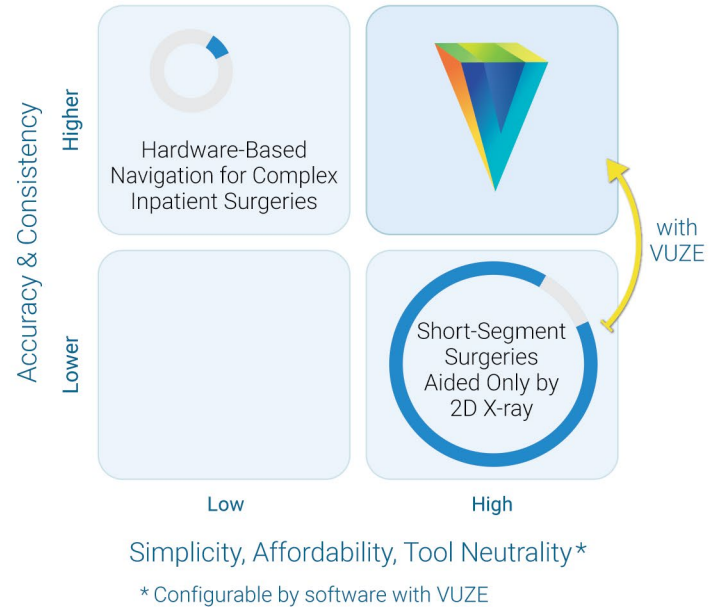 Accuracy & Consistency
Higher
Hardware-Based
Navigation for Complex
Inpatient Surgeries
with
VUZE
Lower
Short-Segment
Surgeries
Aided Only by
2D X-ray
Low
High
Simplicity, Affordability, Tool Neutrality*
* Configurable by software with VUZE